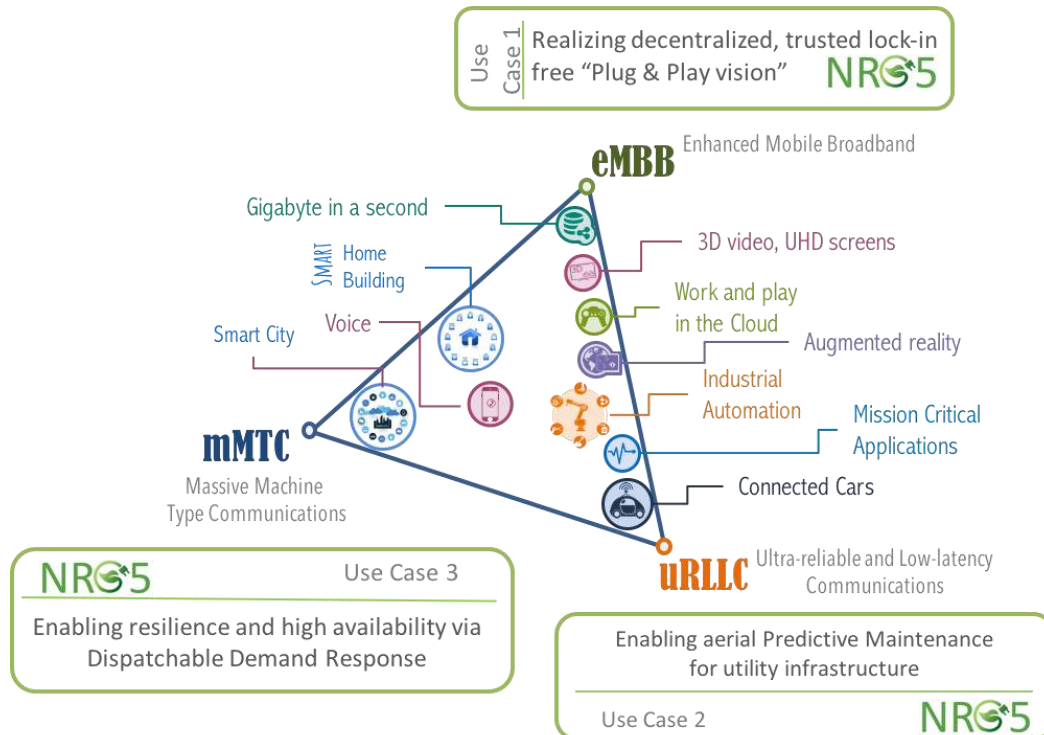 Use
Case 1
Realizing decentralized, trusted lock-in
free “Plug & Play vision”
NRG5
eMBB
Enhanced Mobile Broadband
Gigabyte in a second
3D video, UHD screens
SMART
Home
Building
Work and play
in the Cloud
Smart City
Voice
Augmented reality
Industrial
Automation
Mission Critical
Applications
mMTC
Massive Machine
Type Communications
Connected Cars
uRLLC
Ultra-reliable and Low-latency
Communications
NRG5
Use Case 3
Enabling resilience and high availability via
Dispatchable Demand Response
Enabling aerial Predictive Maintenance
for utility infrastructure
Use Case 2
NRG5